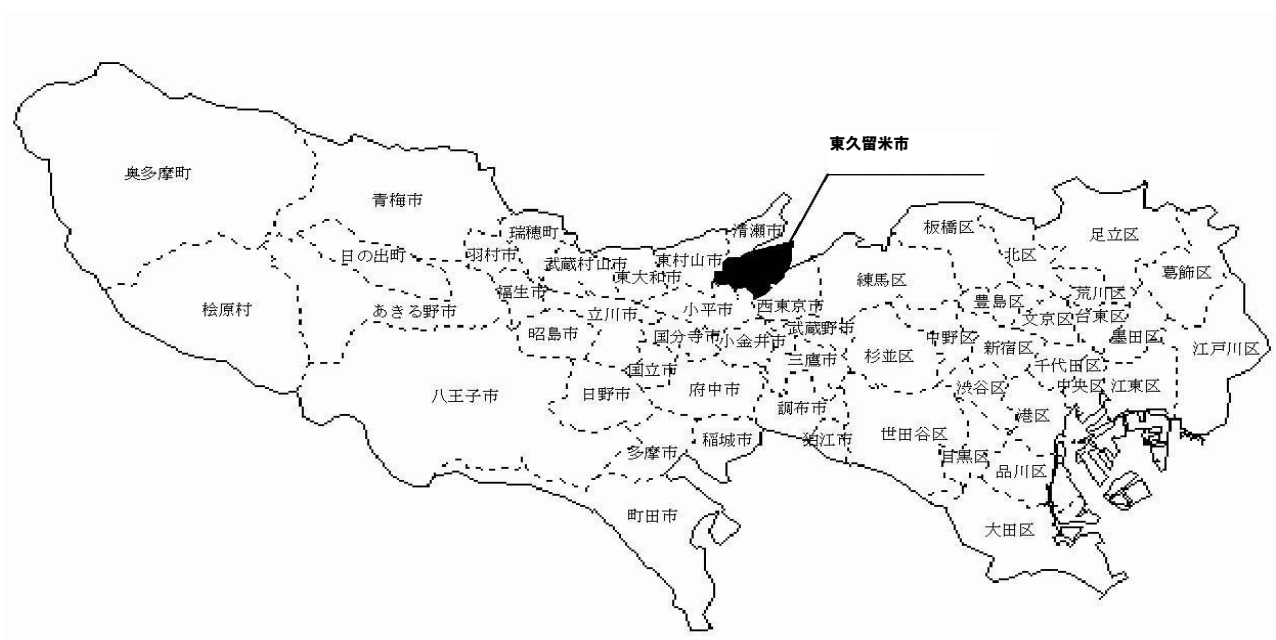 東久留米市
奥多摩町
青梅市
瑞穂町
清瀬市
板橋区
足立区
日の出町
羽村市
武蔵村山市
東村山市
東大和市
北区
葛飾区
練馬区
福生市
檜原村
あきる野市
立川市
小平市
西東京市
豊島区
荒川区
文京区
台東区
昭島市
国分寺市
小金井市
武蔵野市
中野区
墨田区
三鷹市
杉並区
新宿区
江戸川区
国立市
千代田区
八王子市
日野市
府中市
渋谷区
中央区
江東区
調布市
港区
多摩市
稲城市
狛江市
世田谷区
目黒区
品川区
町田市
大田区